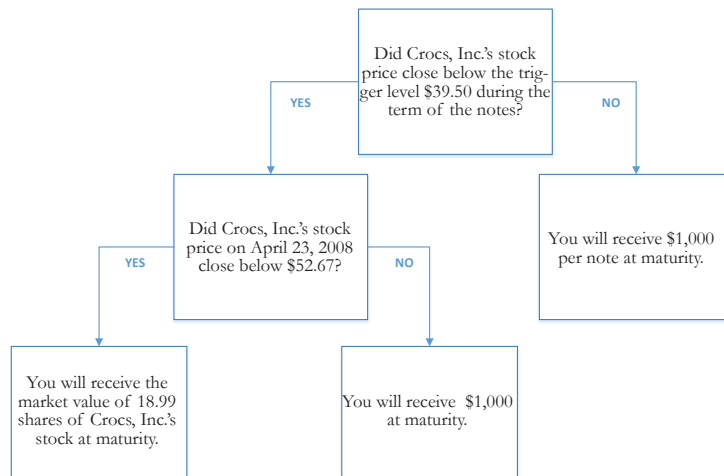 Did Crocs, Inc.'s stock
price close below the trig-
ger level $39.50 during the
term of the notes?
YES
NO
Did Crocs, Inc.'s stock
price on April 23, 2008
close below $52.67?
You will receive $1,000
per note at maturity.
YES
NO
You will receive the
market value of 18.99
shares of Crocs, Inc.'s
stock at maturity.
You will receive $1,000
at maturity.